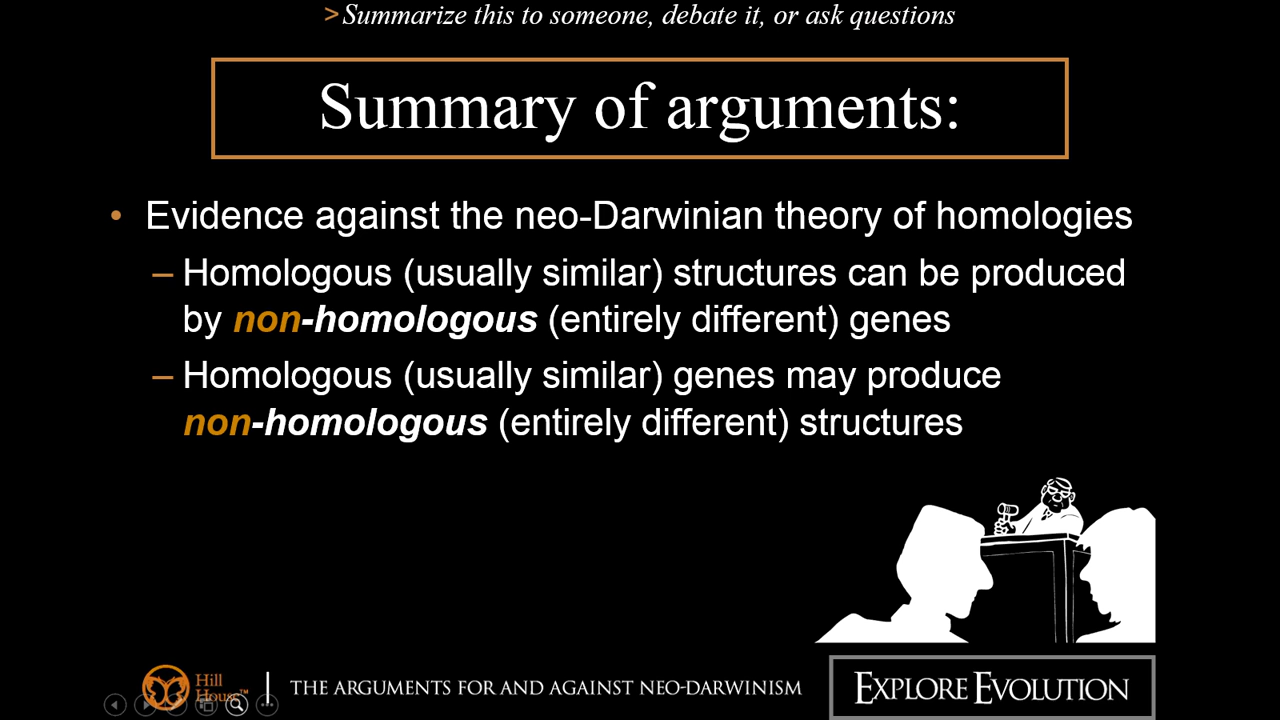 >Summarize this to someone, debate it, or ask questions
Summary of arguments:
• Evidence against the neo-Darwinian theory of homologies
– Homologous (usually similar) structures can be produced
by non-homologous (entirely different) genes
– Homologous (usually similar) genes may produce
non-homologous (entirely different) structures
Hill
House™
THE ARGUMENTS FOR AND AGAINST NEO-DARWINISM
EXPLORE EVOLUTION